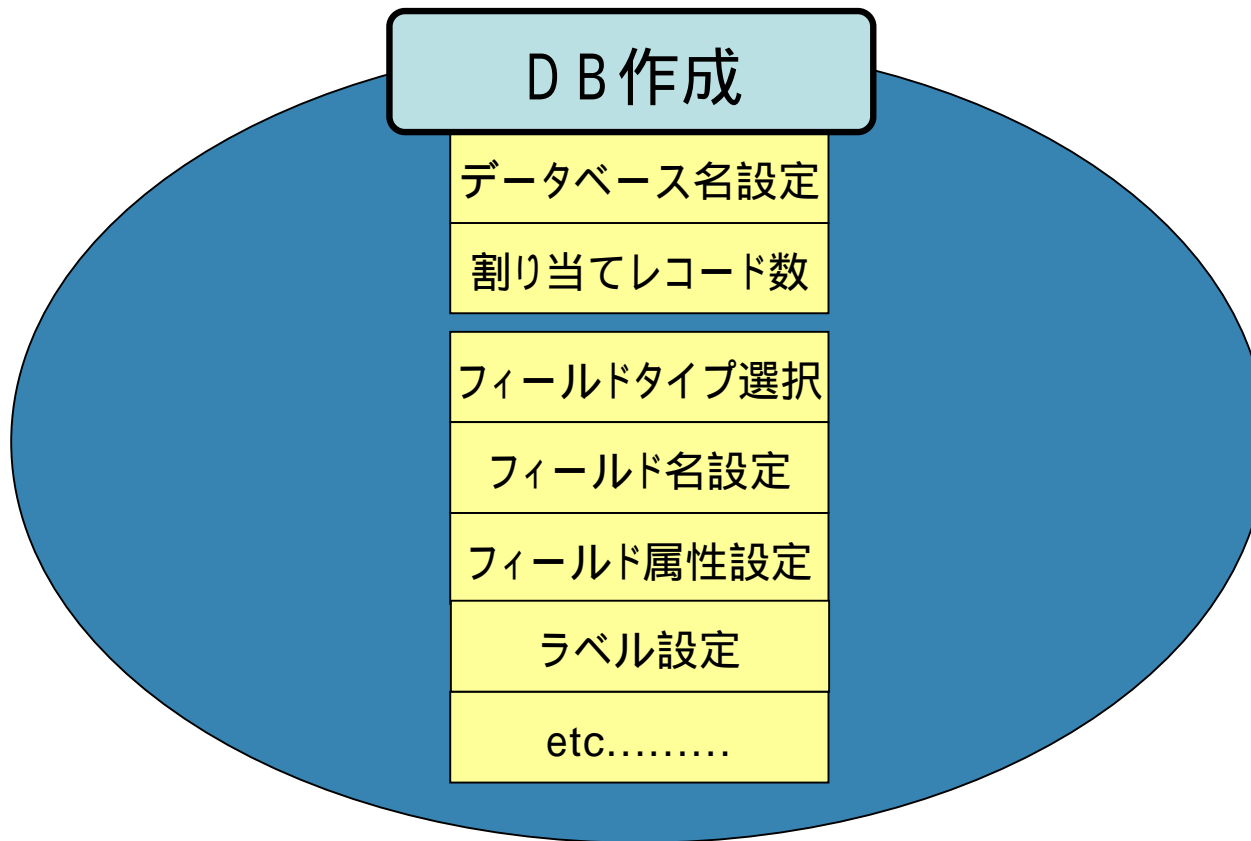 ＤＢ作成
データベース名設定
割り当てレコード数
フィールドタイプ選択
フィールド名設定
フィールド属性設定
ラベル設定
etc.........